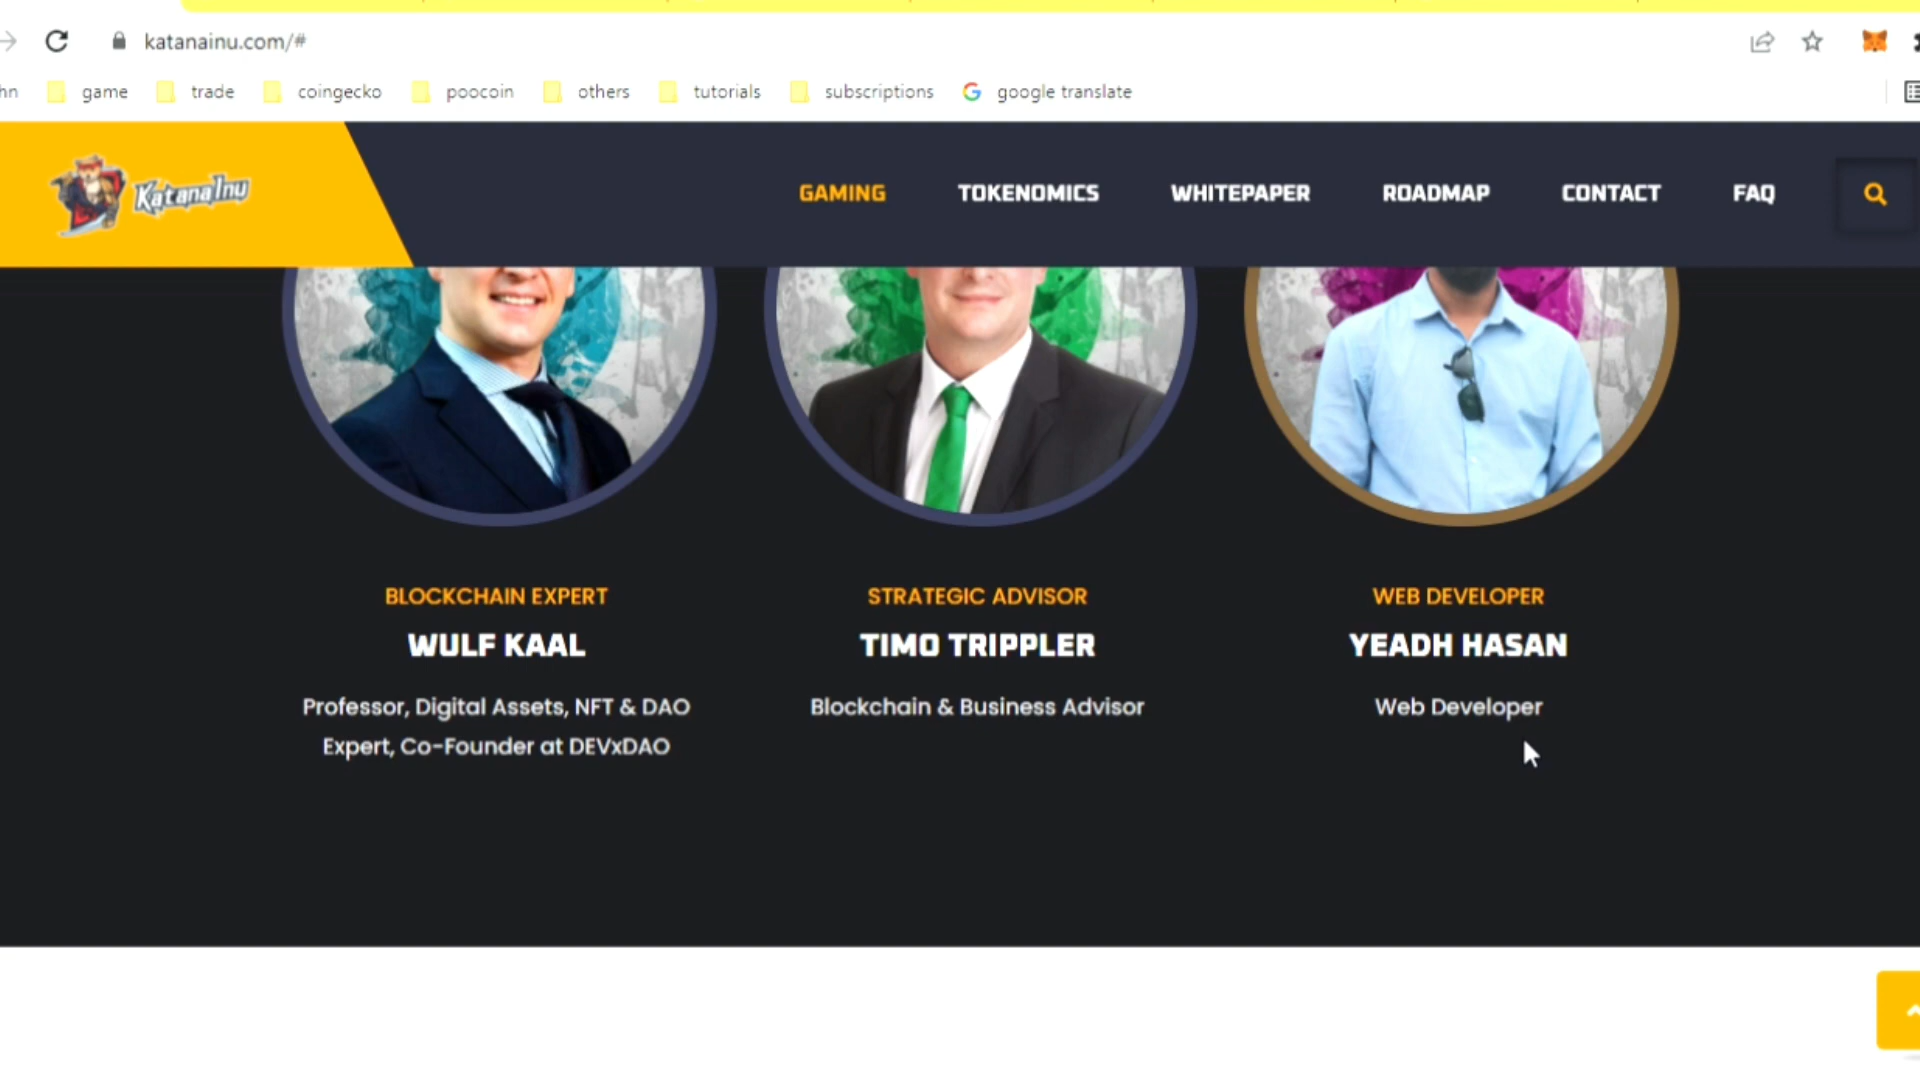 katanainu.com/#
hn game trade coingecko poocoin others tutorials subscriptions google translate
KatanaInu GAMING TOKENOMICS WHITEPAPER ROADMAP CONTACT FAQ
BLOCKCHAIN EXPERT
WULF KAAL
Professor, Digital Assets, NFT & DAO
Expert, Co-Founder at DEVxDAO
STRATEGIC ADVISOR
TIMO TRIPPLER
Blockchain & Business Advisor
WEB DEVELOPER
YEADH HASAN
Web Developer